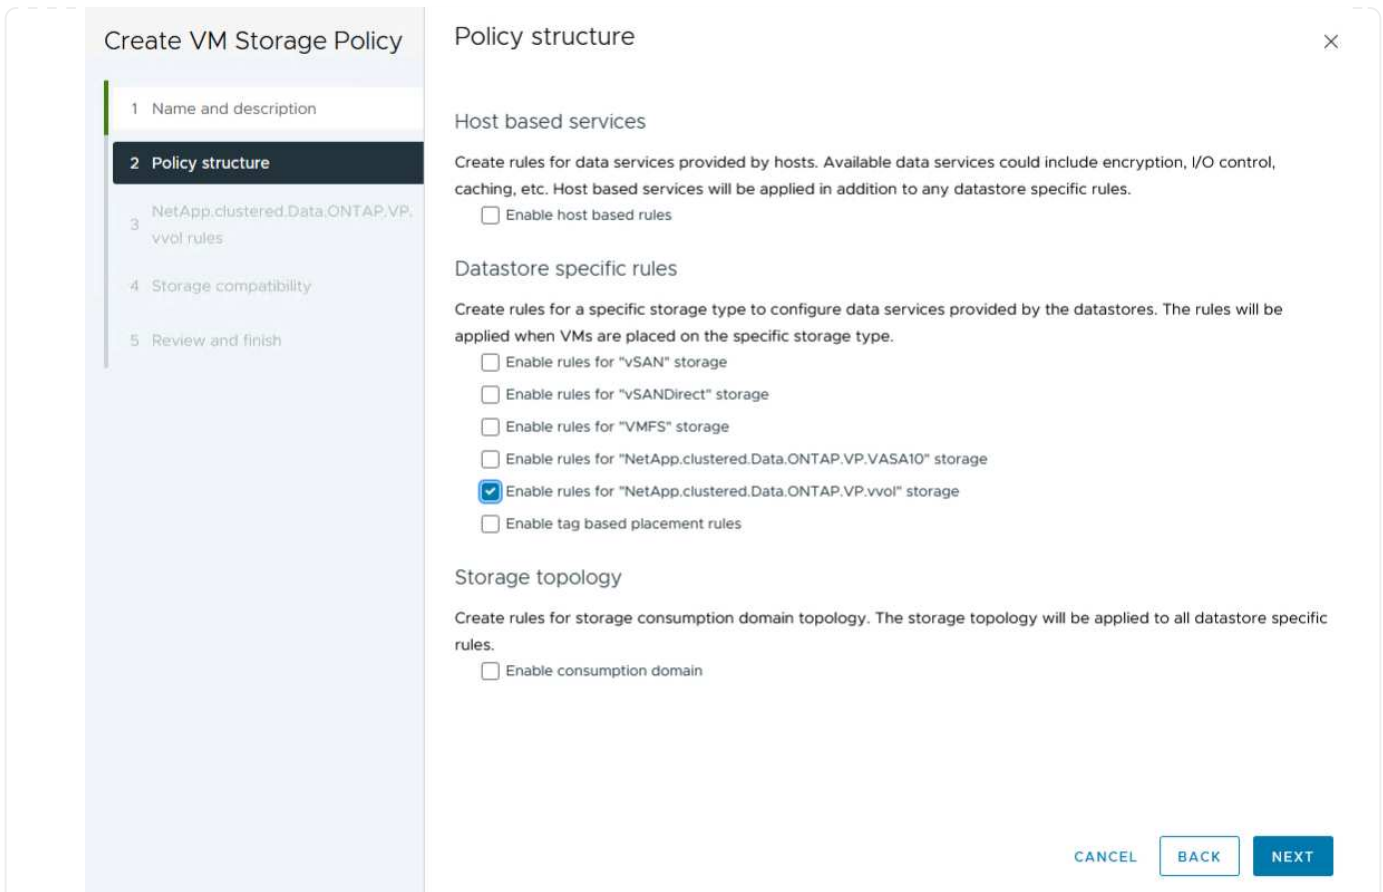 Create VM Storage Policy
1 Name and description
2 Policy structure
3 NetApp.clustered.Data.ONTAP.VP.
vvol rules
4 Storage compatibility
5 Review and finish
Policy structure
Host based services
Create rules for data services provided by hosts. Available data services could include encryption, I/O control,
caching, etc. Host based services will be applied in addition to any datastore specific rules.
Enable host based rules
Datastore specific rules
Create rules for a specific storage type to configure data services provided by the datastores. The rules will be
applied when VMs are placed on the specific storage type.
Enable rules for "vSAN" storage
Enable rules for "vSANDirect" storage
Enable rules for "VMFS" storage
Enable rules for "NetApp.clustered.Data.ONTAP.VP.VASA10" storage
Enable rules for "NetApp.clustered.Data.ONTAP.VP.vvol" storage
Enable tag based placement rules
Storage topology
Create rules for storage consumption domain topology. The storage topology will be applied to all datastore specific
rules.
Enable consumption domain
CANCEL
BACK
NEXT